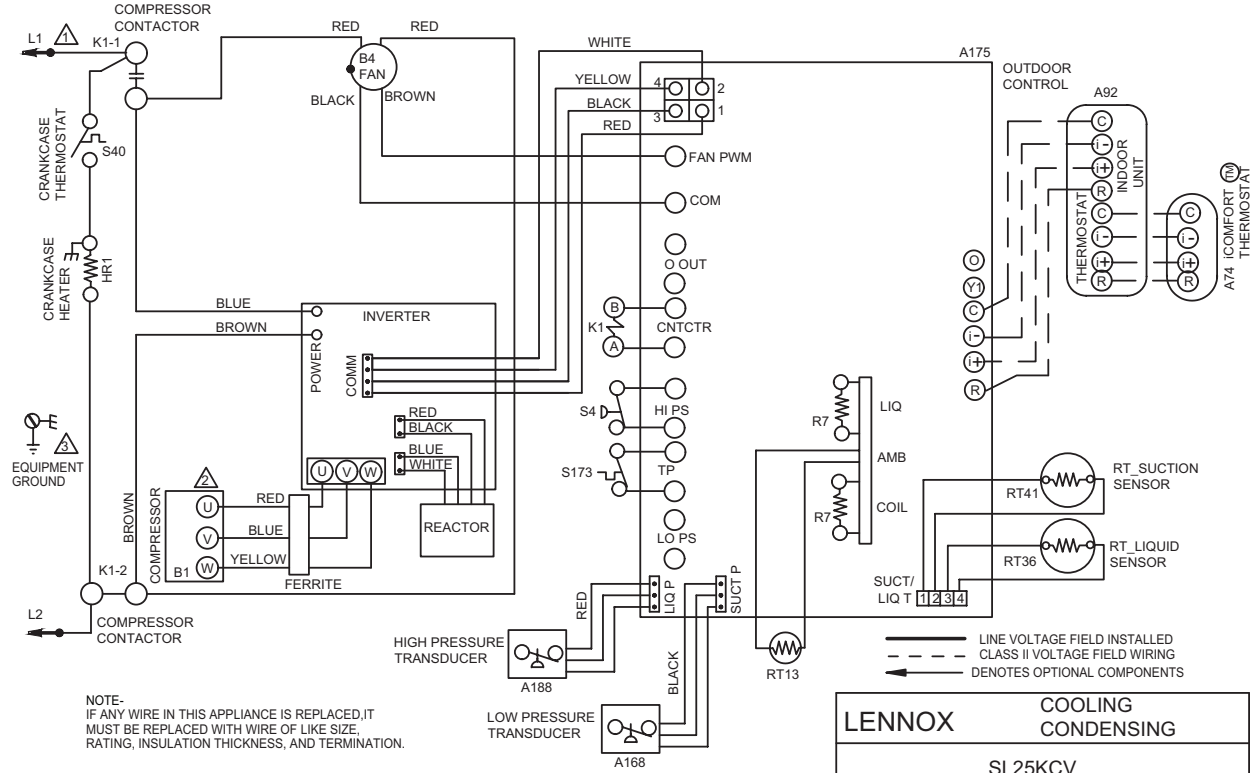 COMPRESSOR
CONTACTOR
L1
1
K1-1
RED
RED
B4
FAN
BLACK
BROWN
WHITE
YELLOW
BLACK
RED
4
2
3
1
A175
OUTDOOR
CONTROL
FAN PWM
COM
O OUT
B
K1
A
CNTCTR
S4
HI PS
S173
TP
LO PS
LIQ P
SUCT P
CRANKCASE
THERMOSTAT
S40
CRANKCASE
HEATER
HR1
BLUE
BROWN
INVERTER
POWER
COMM
RED
BLACK
BLUE
WHITE
U
V
W
REACTOR
3
EQUIPMENT
GROUND
2
COMPRESSOR
U
V
W
B1
RED
BLUE
YELLOW
FERRITE
BROWN
K1-2
L2
COMPRESSOR
CONTACTOR
A92
C
i-
i+
R
INDOOR
UNIT
THERMOSTAT
C
i-
i+
R
C
i-
i+
R
A74 iCOMFORT TM
THERMOSTAT
O
Y1
C
i-
i+
R
R7
LIQ
AMB
R7
COIL
RT41
RT_SUCTION
SENSOR
RT36
RT_LIQUID
SENSOR
SUCT/
LIQ T
1 2 3 4
RT13
RED
HIGH PRESSURE
TRANSDUCER
A188
BLACK
LOW PRESSURE
TRANSDUCER
A168
LINE VOLTAGE FIELD INSTALLED
CLASS II VOLTAGE FIELD WIRING
DENOTES OPTIONAL COMPONENTS
NOTE-
IF ANY WIRE IN THIS APPLIANCE IS REPLACED,IT
MUST BE REPLACED WITH WIRE OF LIKE SIZE,
RATING, INSULATION THICKNESS, AND TERMINATION.
LENNOX
COOLING
CONDENSING
SL25KCV